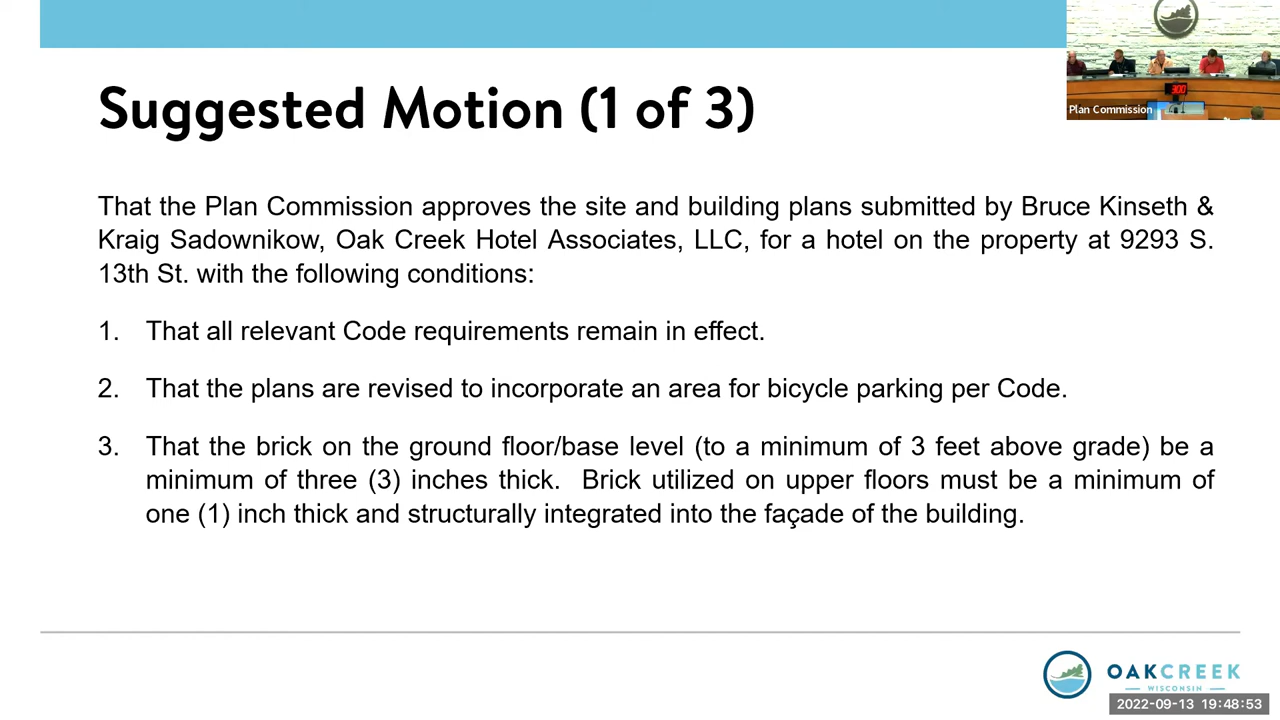 Suggested Motion (1 of 3)
That the Plan Commission approves the site and building plans submitted by Bruce Kinseth &
Kraig Sadownikow, Oak Creek Hotel Associates, LLC, for a hotel on the property at 9293 S.
13th St. with the following conditions:
1. That all relevant Code requirements remain in effect.
2. That the plans are revised to incorporate an area for bicycle parking per Code.
3. That the brick on the ground floor/base level (to a minimum of 3 feet above grade) be a
minimum of three (3) inches thick.  Brick utilized on upper floors must be a minimum of
one (1) inch thick and structurally integrated into the façade of the building.
300
Plan Commission
OAKCREEK
WISCONSIN
2022-09-13 19:48:53